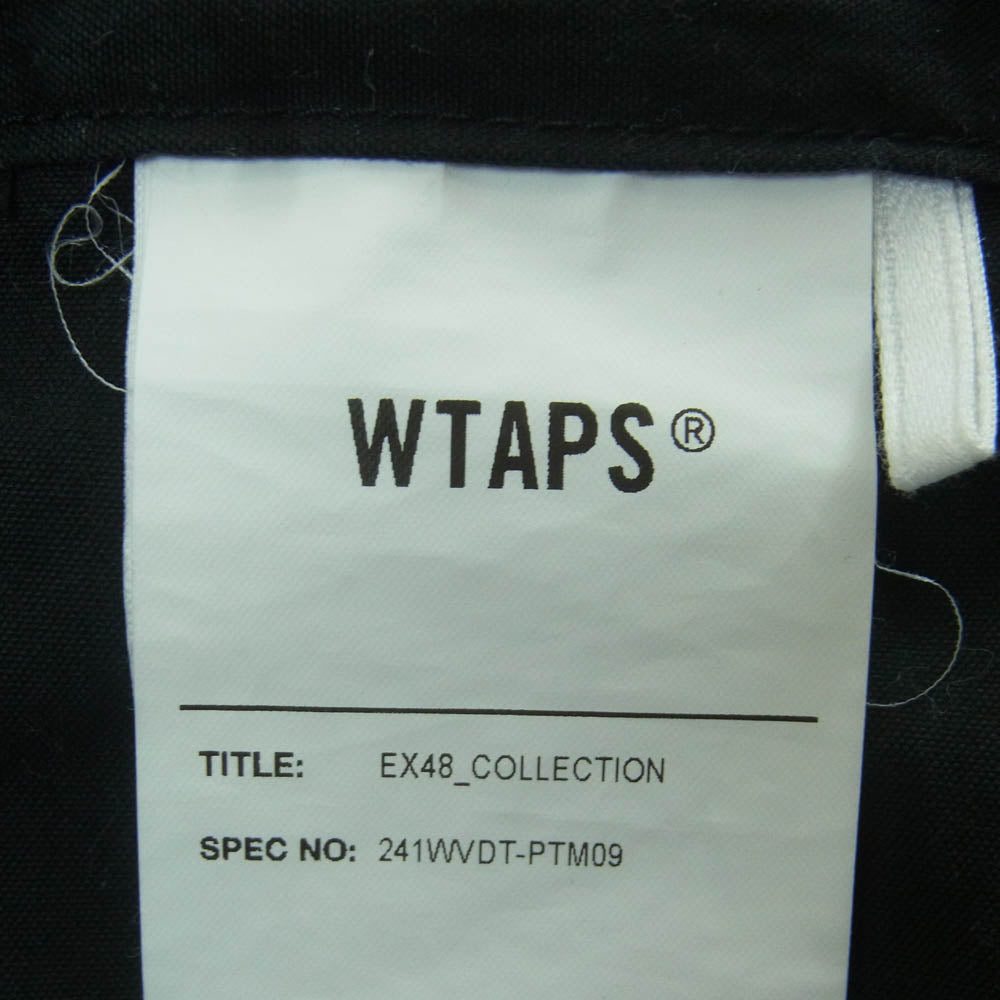 WTAPS®
TITLE: EX48_COLLECTION
SPEC NO: 241WVDT-PTM09